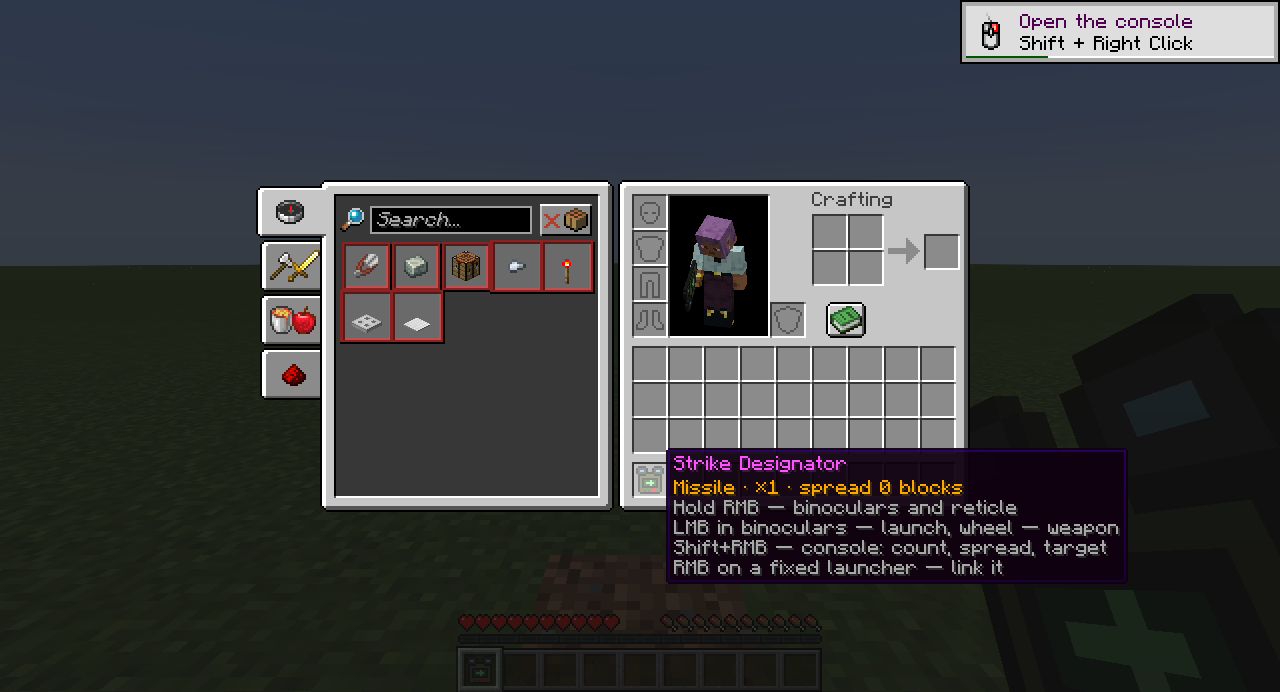 Open the console
Shift + Right Click
Search...
Crafting
Strike Designator
Missile · ×1 · spread 0 blocks
Hold RMB — binoculars and reticle
LMB in binoculars — launch, wheel — weapon
Shift+RMB — console: count, spread, target
RMB on a fixed launcher — link it